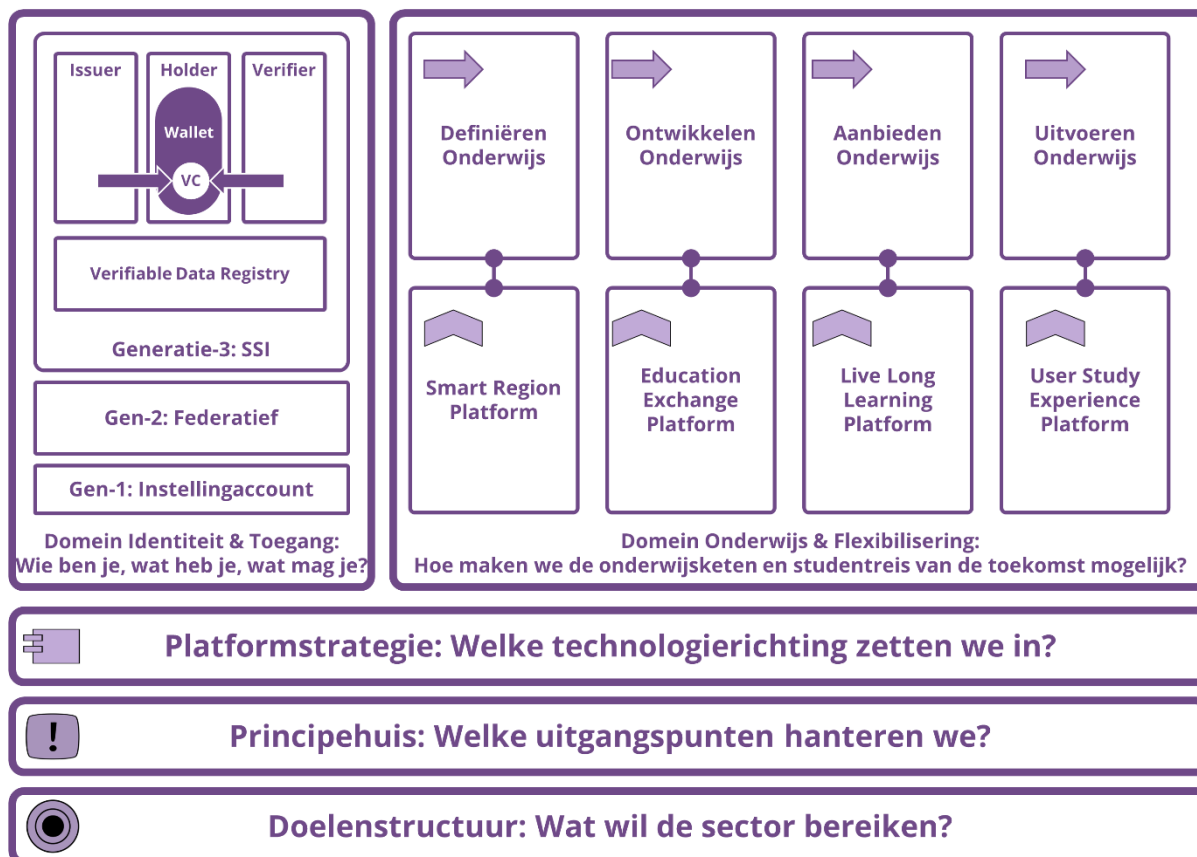 Issuer
Holder
Verifier
Wallet
VC
Verifiable Data Registry
Generatie-3: SSI
Gen-2: Federatief
Gen-1: Instellingaccount
Domein Identiteit & Toegang:
Wie ben je, wat heb je, wat mag je?
Definiëren
Onderwijs
Ontwikkelen
Onderwijs
Aanbieden
Onderwijs
Uitvoeren
Onderwijs
Smart Region
Platform
Education
Exchange
Platform
Live Long
Learning
Platform
User Study
Experience
Platform
Domein Onderwijs & Flexibilisering:
Hoe maken we de onderwijsketen en studentreis van de toekomst mogelijk?
Platformstrategie: Welke technologierichting zetten we in?
!
Principehuis: Welke uitgangspunten hanteren we?
Doelenstructuur: Wat wil de sector bereiken?